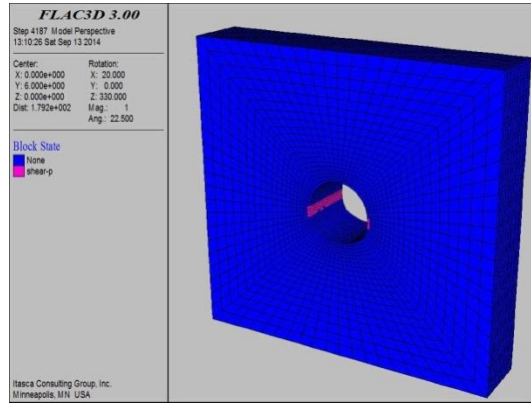 FLAC3D 3.00
Step 4187 Model Perspective
13:10:26 Sat Sep 13 2014
Center: Rotation:
X: 0.000e+000 X: 20.000
Y: 6.000e+000 Y: 0.000
Z: 0.000e+000 Z: 330.000
Dist: 1.792e+002 Mag.: 1
Ang.: 22.500
Block State
None
shear-p
Itasca Consulting Group, Inc.
Minneapolis, MN USA